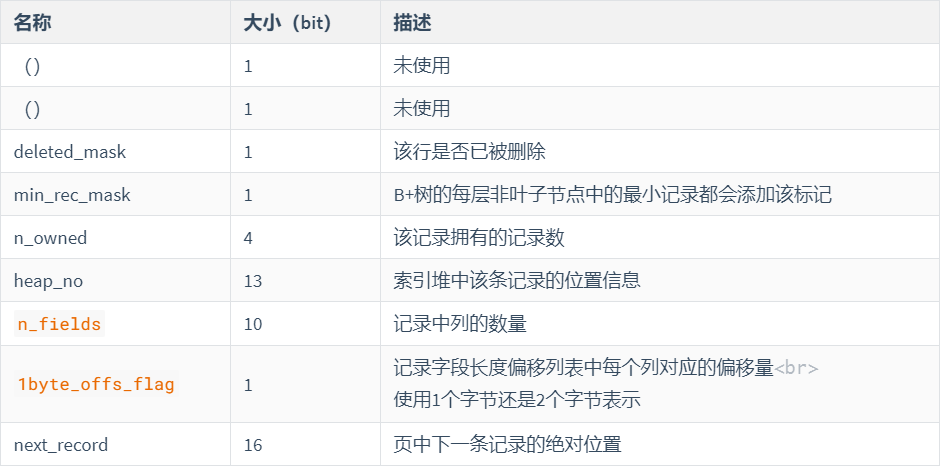 名称 大小（bit） 描述
（） 1 未使用
（） 1 未使用
deleted_mask 1 该行是否已被删除
min_rec_mask 1 B+树的每层非叶子节点中的最小记录都会添加该标记
n_owned 4 该记录拥有的记录数
heap_no 13 索引堆中该条记录的位置信息
n_fields 10 记录中列的数量
1byte_offs_flag 1 记录字段长度偏移列表中每个列对应的偏移量<br>
使用1个字节还是2个字节表示
next_record 16 页中下一条记录的绝对位置